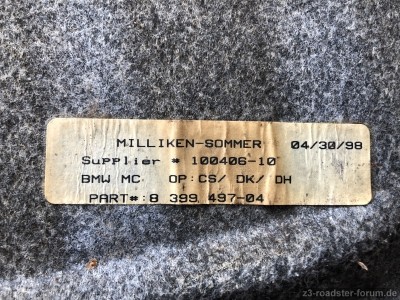 MILLIKEN-SOMMER 04/30/98
Supplier # 100406-10
BMW MC OP:CS/ DK/ DH
PART#:8 399 497-04
z3-roadster-forum.de